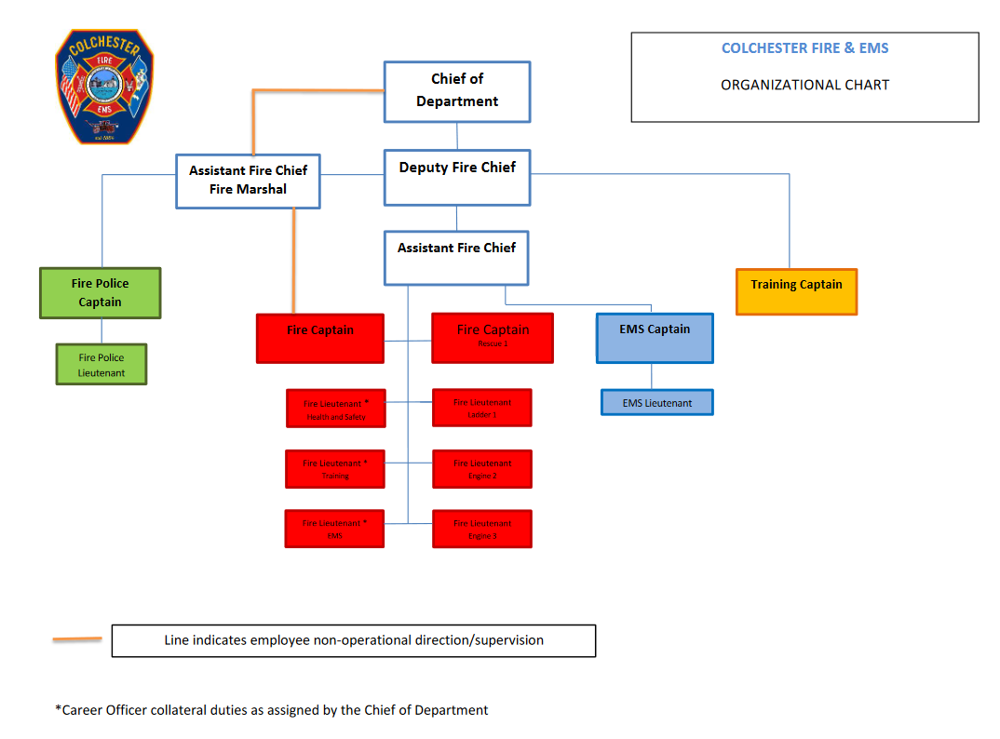 COLCHESTER
FIRE
EMS
COLCHESTER FIRE & EMS
ORGANIZATIONAL CHART
Chief of
Department
Assistant Fire Chief
Fire Marshal
Deputy Fire Chief
Assistant Fire Chief
Fire Police
Captain
Training Captain
Fire Captain
Fire Captain
Rescue 1
EMS Captain
Fire Police
Lieutenant
Fire Lieutenant *
Health and Safety
Fire Lieutenant
Ladder 1
EMS Lieutenant
Fire Lieutenant *
Training
Fire Lieutenant
Engine 2
Fire Lieutenant *
EMS
Fire Lieutenant
Engine 3
Line indicates employee non-operational direction/supervision
*Career Officer collateral duties as assigned by the Chief of Department